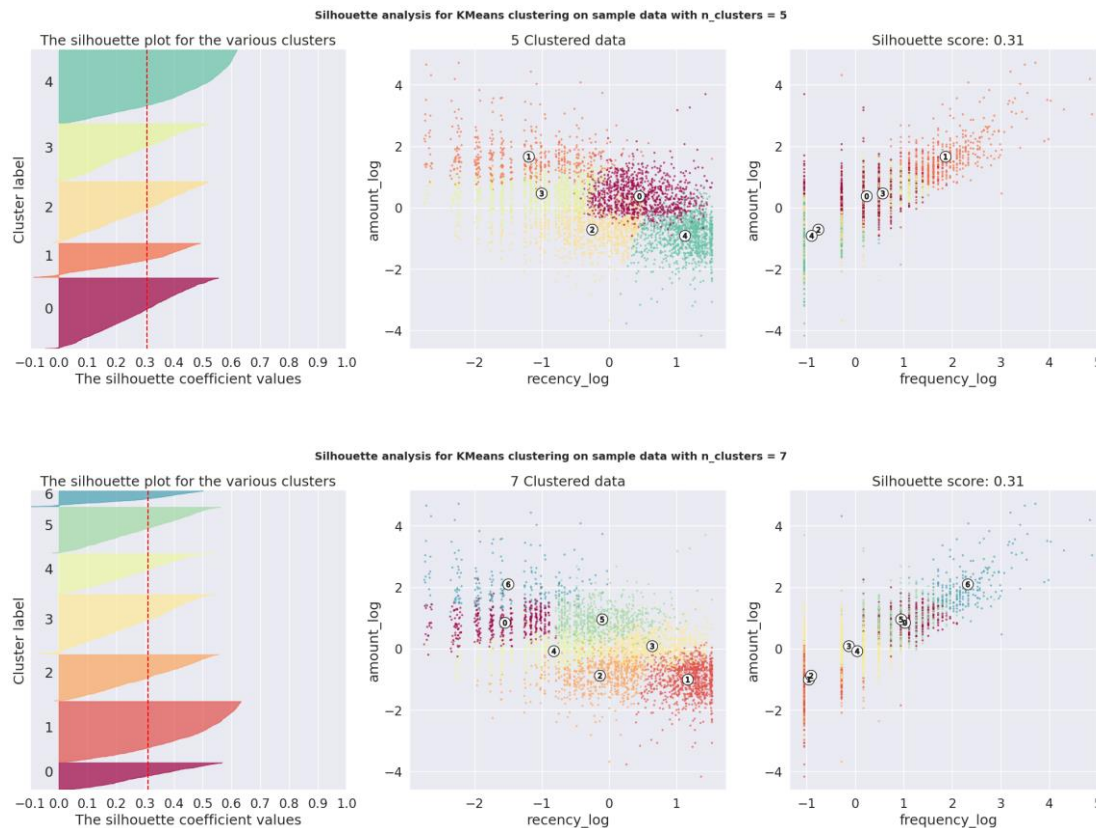 Silhouette analysis for KMeans clustering on sample data with n_clusters = 5
The silhouette plot for the various clusters
Cluster label
4
3
2
1
0
−0.1 0.0 0.1 0.2 0.3 0.4 0.5 0.6 0.7 0.8 0.9 1.0
The silhouette coefficient values
5 Clustered data
amount_log
4
2
0
−2
−4
1
3
0
2
4
−2 −1 0 1
recency_log
Silhouette score: 0.31
amount_log
4
2
0
−2
−4
1
3
0
2
4
−1 0 1 2 3 4 5
frequency_log
Silhouette analysis for KMeans clustering on sample data with n_clusters = 7
The silhouette plot for the various clusters
Cluster label
6
5
4
3
2
1
0
−0.1 0.0 0.1 0.2 0.3 0.4 0.5 0.6 0.7 0.8 0.9 1.0
The silhouette coefficient values
7 Clustered data
amount_log
4
2
0
−2
−4
6
0
5
3
4
2
1
−2 −1 0 1
recency_log
Silhouette score: 0.31
amount_log
4
2
0
−2
−4
6
5
3
4
2
−1 0 1 2 3 4 5
frequency_log